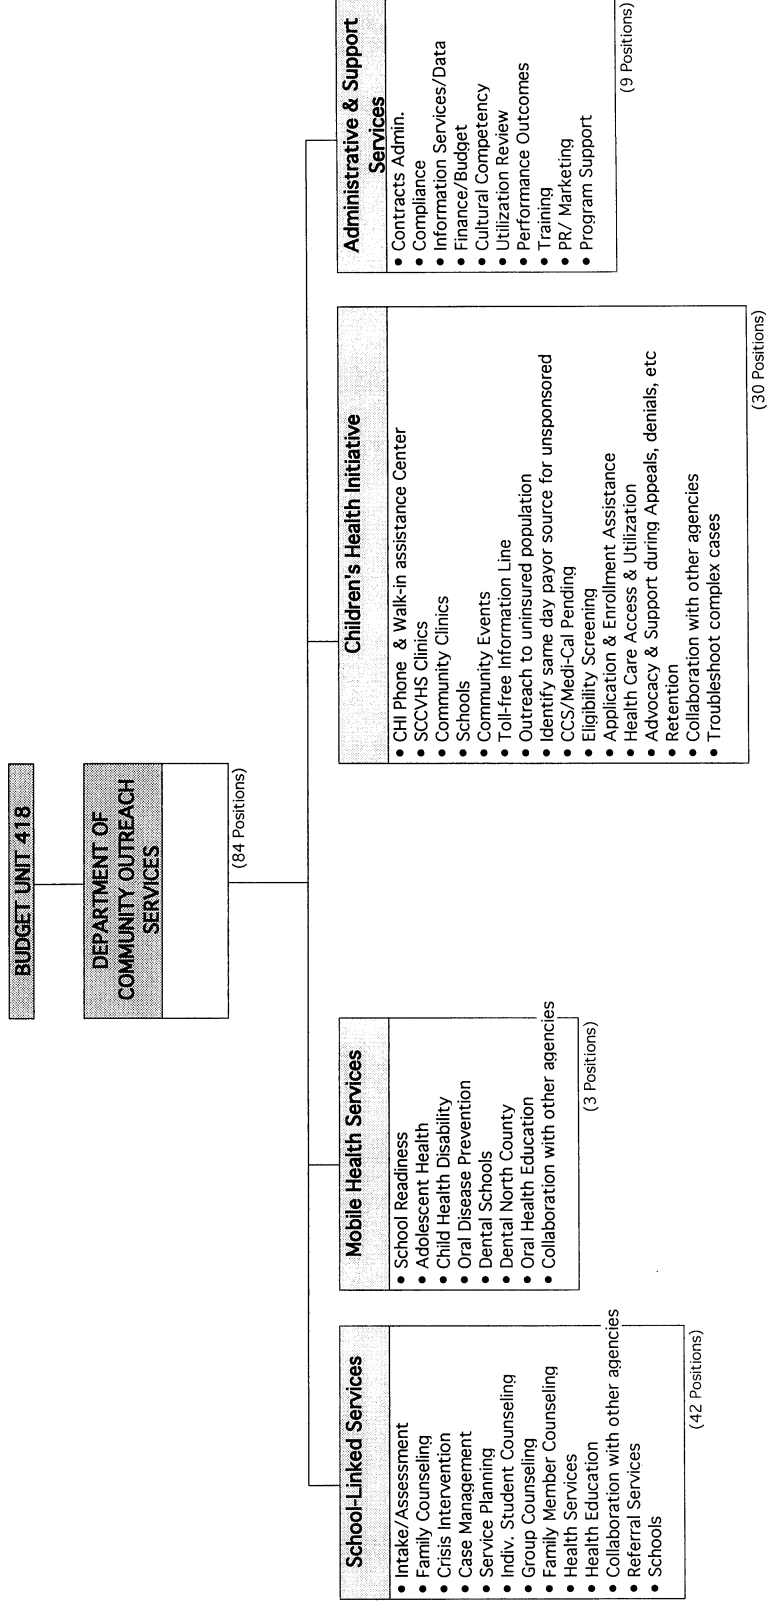 BUDGET UNIT 418
DEPARTMENT OF
COMMUNITY OUTREACH
SERVICES
(84 Positions)
School-Linked Services
• Intake/Assessment
• Family Counseling
• Crisis Intervention
• Case Management
• Service Planning
• Indiv. Student Counseling
• Group Counseling
• Family Member Counseling
• Health Services
• Health Education
• Collaboration with other agencies
• Referral Services
• Schools
(42 Positions)
Mobile Health Services
• School Readiness
• Adolescent Health
• Child Health Disability
• Oral Disease Prevention
• Dental Schools
• Dental North County
• Oral Health Education
• Collaboration with other agencies
(3 Positions)
Children's Health Initiative
• CHI Phone & Walk-in assistance Center
• SCCVHS Clinics
• Community Clinics
• Schools
• Community Events
• Toll-free Information Line
• Outreach to uninsured population
• Identify same day payor source for unsponsored
• CCS/Medi-Cal Pending
• Eligibility Screening
• Application & Enrollment Assistance
• Health Care Access & Utilization
• Advocacy & Support during Appeals, denials, etc
• Retention
• Collaboration with other agencies
• Troubleshoot complex cases
(30 Positions)
Administrative & Support
Services
• Contracts Admin.
• Compliance
• Information Services/Data
• Finance/Budget
• Cultural Competency
• Utilization Review
• Performance Outcomes
• Training
• PR/ Marketing
• Program Support
(9 Positions)